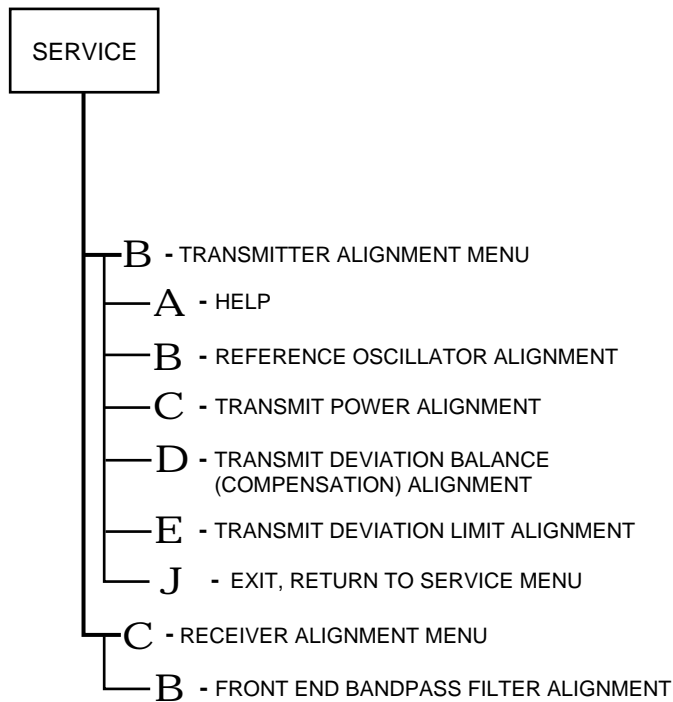 SERVICE
B - TRANSMITTER ALIGNMENT MENU
A - HELP
B - REFERENCE OSCILLATOR ALIGNMENT
C - TRANSMIT POWER ALIGNMENT
D - TRANSMIT DEVIATION BALANCE
(COMPENSATION) ALIGNMENT
E - TRANSMIT DEVIATION LIMIT ALIGNMENT
J - EXIT, RETURN TO SERVICE MENU
C - RECEIVER ALIGNMENT MENU
B - FRONT END BANDPASS FILTER ALIGNMENT